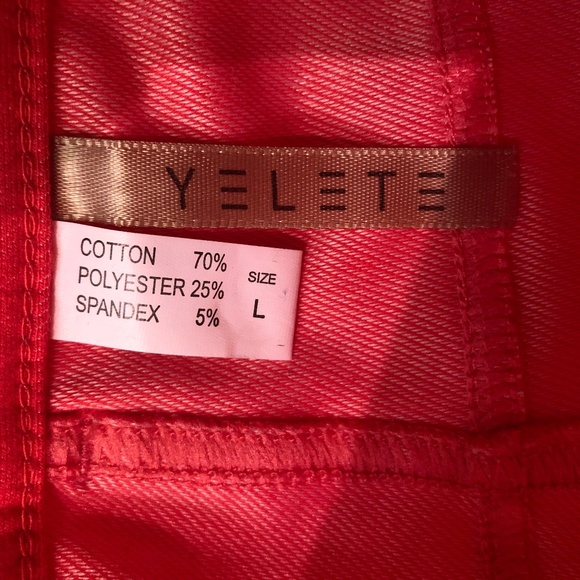 YELETE
COTTON 70%
POLYESTER 25%
SPANDEX 5%
SIZE
L